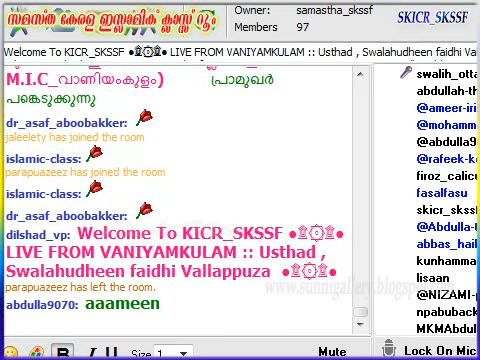 സമസ്ത കേരള ഇസ്ലാമിക് ക്ലാസ്സ് റൂം
Owner: samastha_skssf
Members 97
SKICR_SKSSF
Welcome To KICR_SKSSF ●۩۞۩● LIVE FROM VANIYAMKULAM :: Usthad , Swalahudheen faidhi Va
M.I.C_വാണിയംകുളം) പ്രാമുഖർ
പങ്കെടുക്കുന്നു
dr_asaf_aboobakker:
jaleelety has joined the room
islamic-class:
parapuazeez has joined the room
islamic-class:
dr_asaf_aboobakker:
dilshad_vp: Welcome To KICR_SKSSF ●۩۞۩●
LIVE FROM VANIYAMKULAM :: Usthad ,
Swalahudheen faidhi Vallappuza ●۩۞۩●
parapuazeez has left the room
abdulla9070: aaameen
www.sunnigallery.blogspot.com
swalih_otta
abdullah-th
@ameer-iri
@mohamm
@abdulla9
@rafeek-k
firoz_calicu
fasalfasu
skicr_skss
@Abdulla-t
abbas_hail
kunhamma
lisaan
@NIZAMI-p
npabuback
MKMAbdul
B I U Size 1 Mute
Lock On Mic